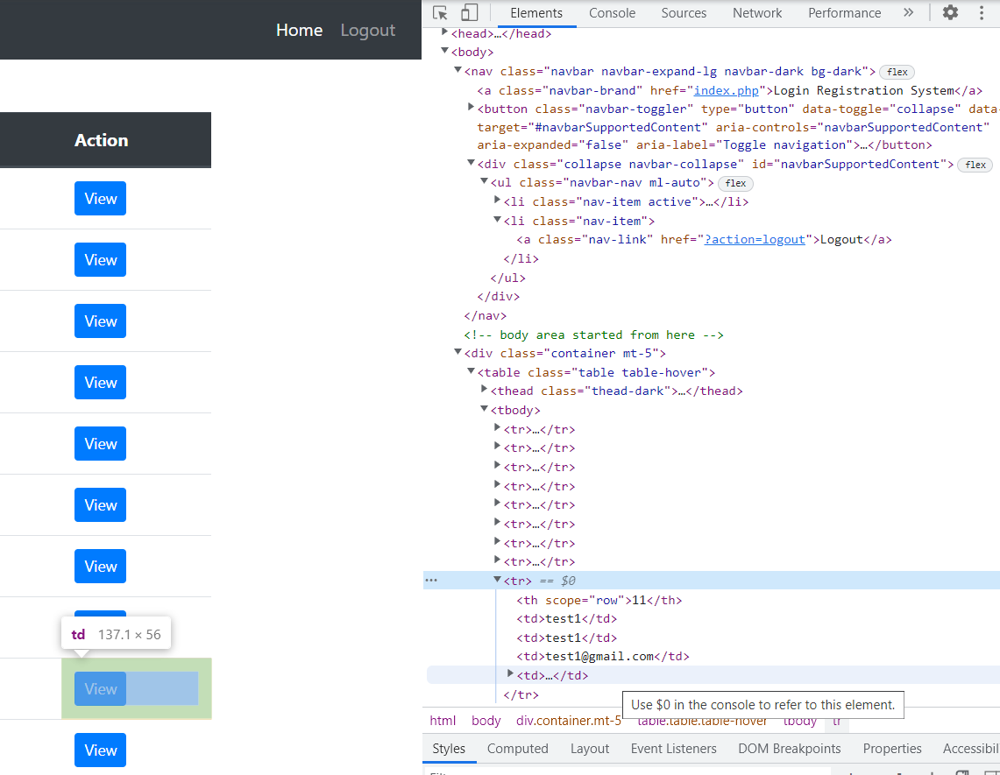 Home Logout
Action
View
View
View
View
View
View
View
td 137.1 × 56
View
View
Elements Console Sources Network Performance »
<head>…</head>
<body>
<nav class="navbar navbar-expand-lg navbar-dark bg-dark"> flex
<a class="navbar-brand" href="index.php">Login Registration System</a>
<button class="navbar-toggler" type="button" data-toggle="collapse" data-
target="#navbarSupportedContent" aria-controls="navbarSupportedContent"
aria-expanded="false" aria-label="Toggle navigation">…</button>
<div class="collapse navbar-collapse" id="navbarSupportedContent"> flex
<ul class="navbar-nav ml-auto"> flex
<li class="nav-item active">…</li>
<li class="nav-item">
<a class="nav-link" href="?action=logout">Logout</a>
</li>
</ul>
</div>
</nav>
<!-- body area started from here -->
<div class="container mt-5">
<table class="table table-hover">
<thead class="thead-dark">…</thead>
<tbody>
<tr>…</tr>
<tr>…</tr>
<tr>…</tr>
<tr>…</tr>
<tr>…</tr>
<tr>…</tr>
<tr>…</tr>
<tr>…</tr>
<tr> == $0
<th scope="row">11</th>
<td>test1</td>
<td>test1</td>
<td>test1@gmail.com</td>
<td>…</td>
</tr>
Use $0 in the console to refer to this element.
html body div.container.mt-5 table.table.table-hover tbody tr
Styles Computed Layout Event Listeners DOM Breakpoints Properties Accessibil